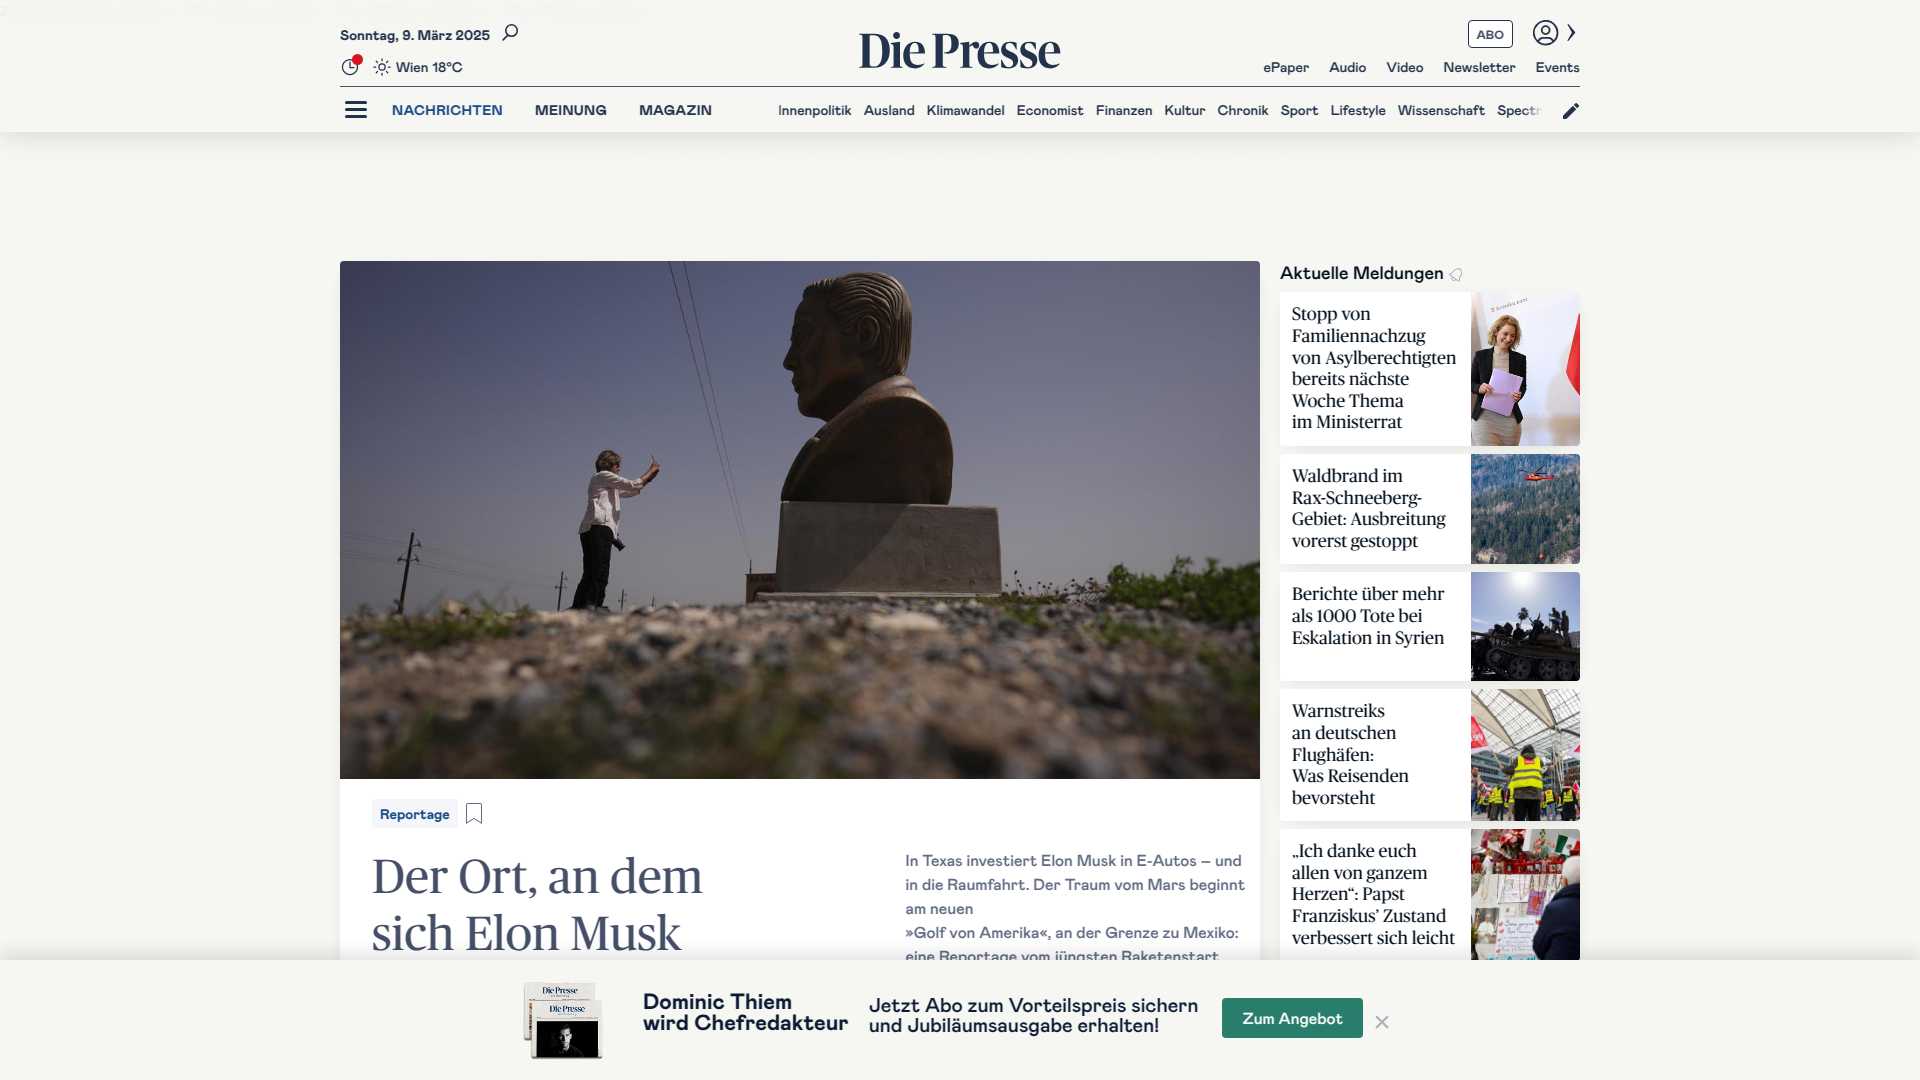 Sonntag, 9. März 2025
Die Presse
ABO
Wien 18°C
ePaper Audio Video Newsletter Events
NACHRICHTEN MEINUNG MAGAZIN
Innenpolitik Ausland Klimawandel Economist Finanzen Kultur Chronik Sport Lifestyle Wissenschaft Spectr
Reportage
Der Ort, an dem
sich Elon Musk
In Texas investiert Elon Musk in E-Autos – und
in die Raumfahrt. Der Traum vom Mars beginnt
am neuen
»Golf von Amerika«, an der Grenze zu Mexiko:
eine Reportage vom jüngsten Raketenstart
Aktuelle Meldungen
Stopp von
Familiennachzug
von Asylberechtigten
bereits nächste
Woche Thema
im Ministerrat
Waldbrand im
Rax-Schneeberg-
Gebiet: Ausbreitung
vorerst gestoppt
Berichte über mehr
als 1000 Tote bei
Eskalation in Syrien
Warnstreiks
an deutschen
Flughäfen:
Was Reisenden
bevorsteht
„Ich danke euch
allen von ganzem
Herzen“: Papst
Franziskus’ Zustand
verbessert sich leicht
Die Presse
Die Presse
Dominic Thiem
wird Chefredakteur
Jetzt Abo zum Vorteilspreis sichern
und Jubiläumsausgabe erhalten!
Zum Angebot